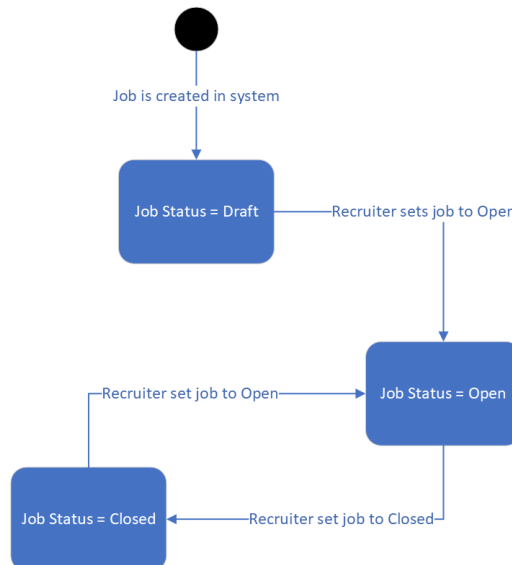 Job is created in system
Job Status = Draft
Recruiter sets job to Open
Job Status = Open
Recruiter set job to Open
Job Status = Closed
Recruiter set job to Closed